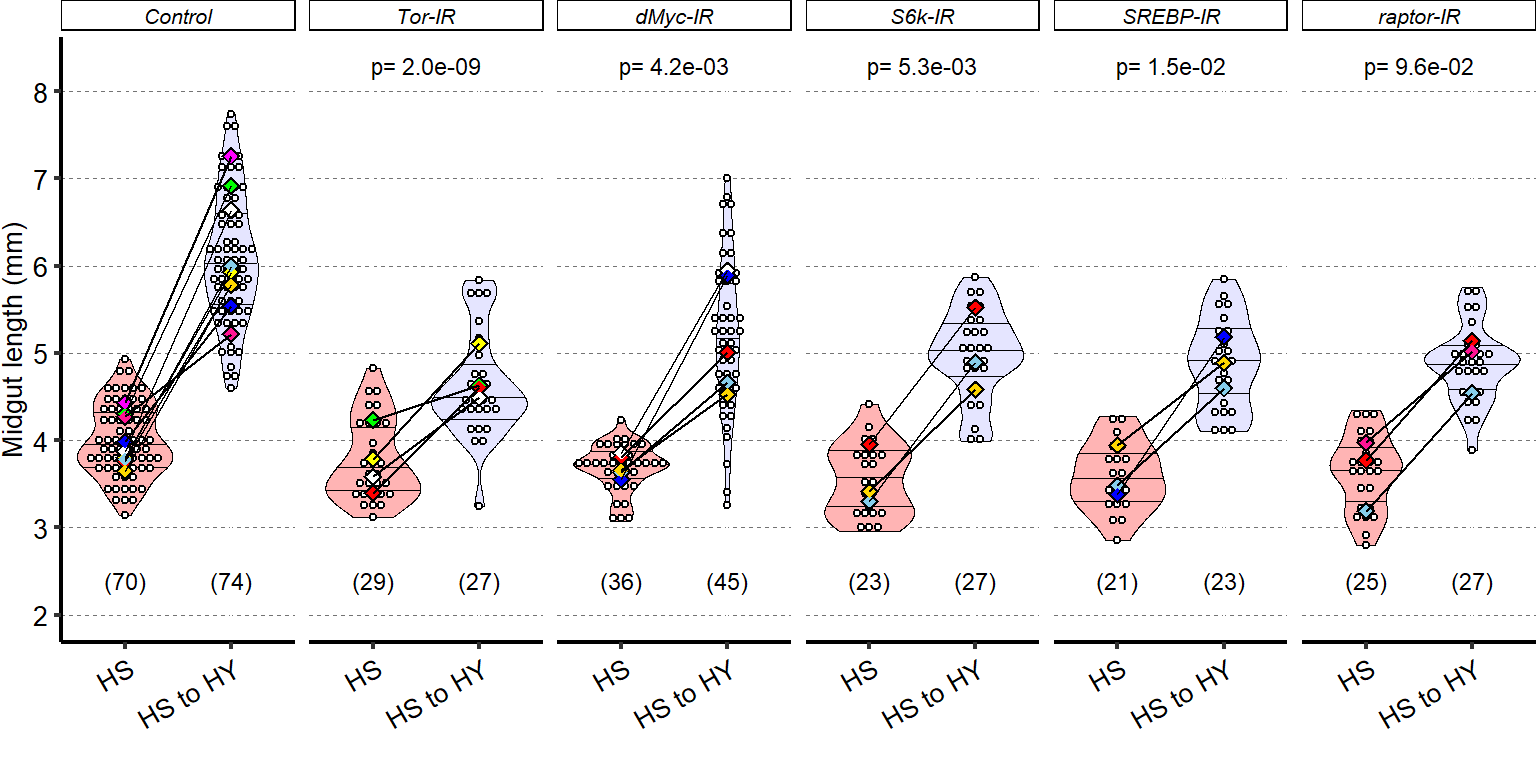 Control Tor-IR dMyc-IR S6k-IR SREBP-IR raptor-IR
p= 2.0e-09 p= 4.2e-03 p= 5.3e-03 p= 1.5e-02 p= 9.6e-02
8
7
6
5
4
3
2
Midgut length (mm)
(70) (74) (29) (27) (36) (45) (23) (27) (21) (23) (25) (27)
HS HS to HY HS HS to HY HS HS to HY HS HS to HY HS HS to HY HS HS to HY